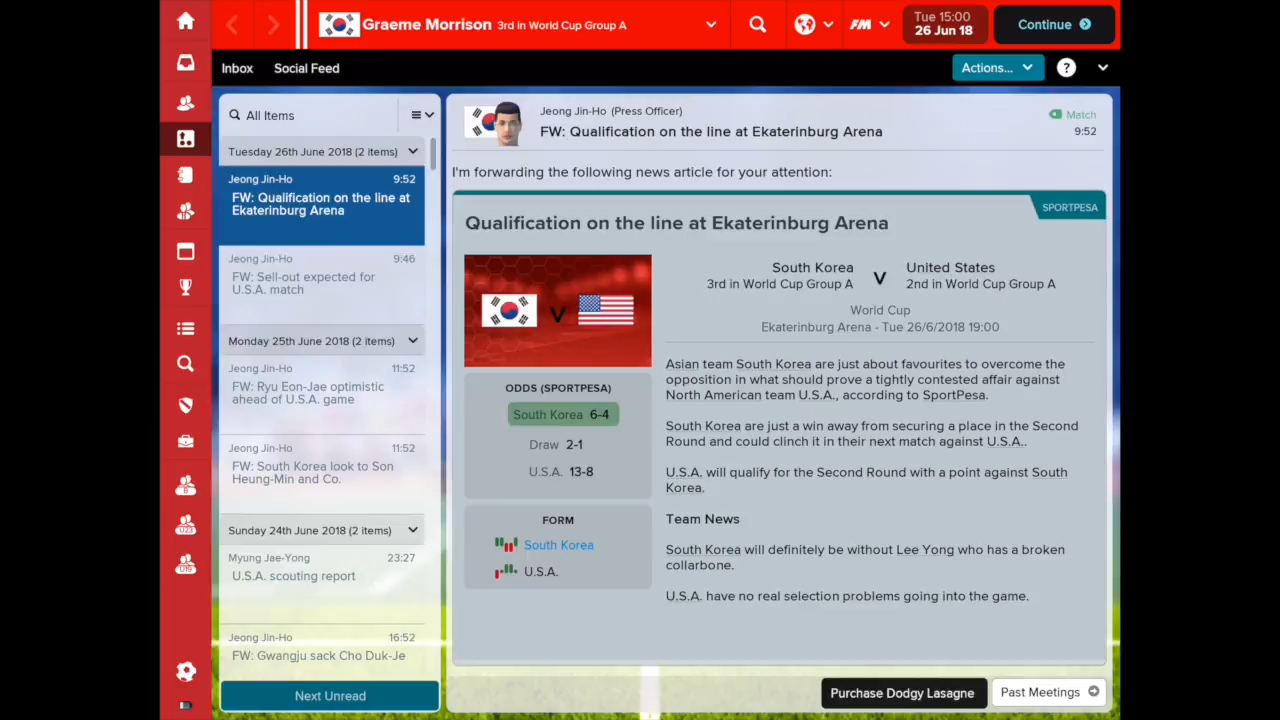 Graeme Morrison 3rd in World Cup Group A
FM
Tue 15:00
26 Jun 18
Continue
Inbox
Social Feed
Actions...
?
All Items
Tuesday 26th June 2018 (2 items)
Jeong Jin-Ho 9:52
FW: Qualification on the line at
Ekaterinburg Arena
Jeong Jin-Ho 9:46
FW: Sell-out expected for
U.S.A. match
Monday 25th June 2018 (2 items)
Jeong Jin-Ho 11:52
FW: Ryu Eon-Jae optimistic
ahead of U.S.A. game
Jeong Jin-Ho 11:52
FW: South Korea look to Son
Heung-Min and Co.
Sunday 24th June 2018 (2 items)
Myung Jae-Yong 23:27
U.S.A. scouting report
Jeong Jin-Ho 16:52
FW: Gwangju sack Cho Duk-Je
Next Unread
B
U23
U19
Jeong Jin-Ho (Press Officer)
FW: Qualification on the line at Ekaterinburg Arena
Match
9:52
I'm forwarding the following news article for your attention:
SPORTPESA
Qualification on the line at Ekaterinburg Arena
V
South Korea
3rd in World Cup Group A
V
United States
2nd in World Cup Group A
World Cup
Ekaterinburg Arena - Tue 26/6/2018 19:00
ODDS (SPORTPESA)
South Korea 6-4
Draw 2-1
U.S.A. 13-8
FORM
South Korea
U.S.A.
Asian team South Korea are just about favourites to overcome the
opposition in what should prove a tightly contested affair against
North American team U.S.A., according to SportPesa.
South Korea are just a win away from securing a place in the Second
Round and could clinch it in their next match against U.S.A..
U.S.A. will qualify for the Second Round with a point against South
Korea.
Team News
South Korea will definitely be without Lee Yong who has a broken
collarbone.
U.S.A. have no real selection problems going into the game.
Purchase Dodgy Lasagne
Past Meetings